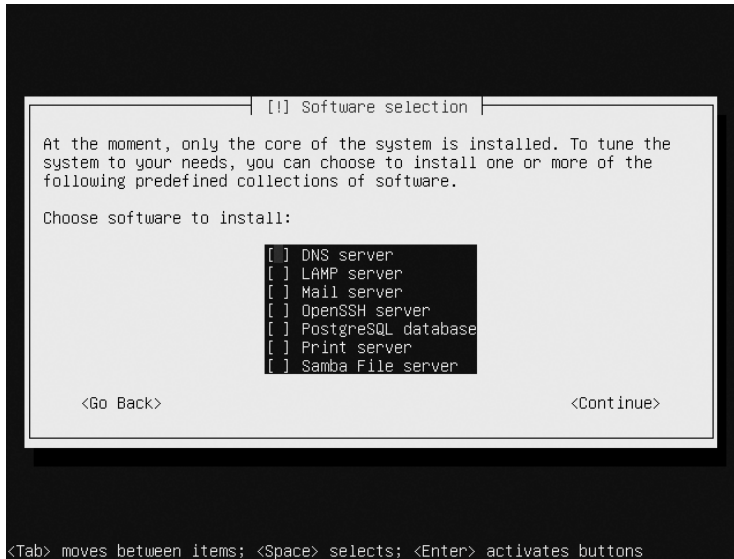 [!] Software selection
At the moment, only the core of the system is installed. To tune the
system to your needs, you can choose to install one or more of the
following predefined collections of software.
Choose software to install:
[ ] DNS server
[ ] LAMP server
[ ] Mail server
[ ] OpenSSH server
[ ] PostgreSQL database
[ ] Print server
[ ] Samba File server
<Go Back> <Continue>
<Tab> moves between items; <Space> selects; <Enter> activates buttons